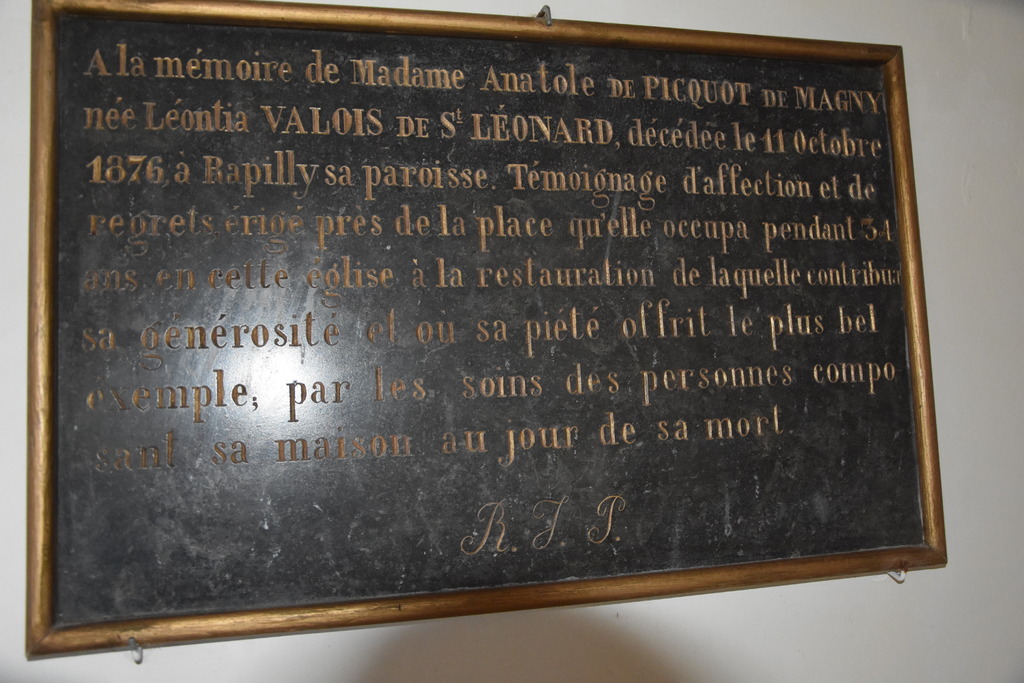 A la mémoire de Madame Anatole DE PICQUOT DE MAGNY
née Léontia VALOIS DE St LÉONARD, décédée le 11 Octobre
1876, à Rapilly sa paroisse. Témoignage d'affection et de
regrets, érigé près de la place qu'elle occupa pendant 34
ans, en cette église à la restauration de laquelle contribua
sa générosité et où sa piété offrit le plus bel
exemple; par les soins des personnes compo
sant sa maison au jour de sa mort.
R. I. P.